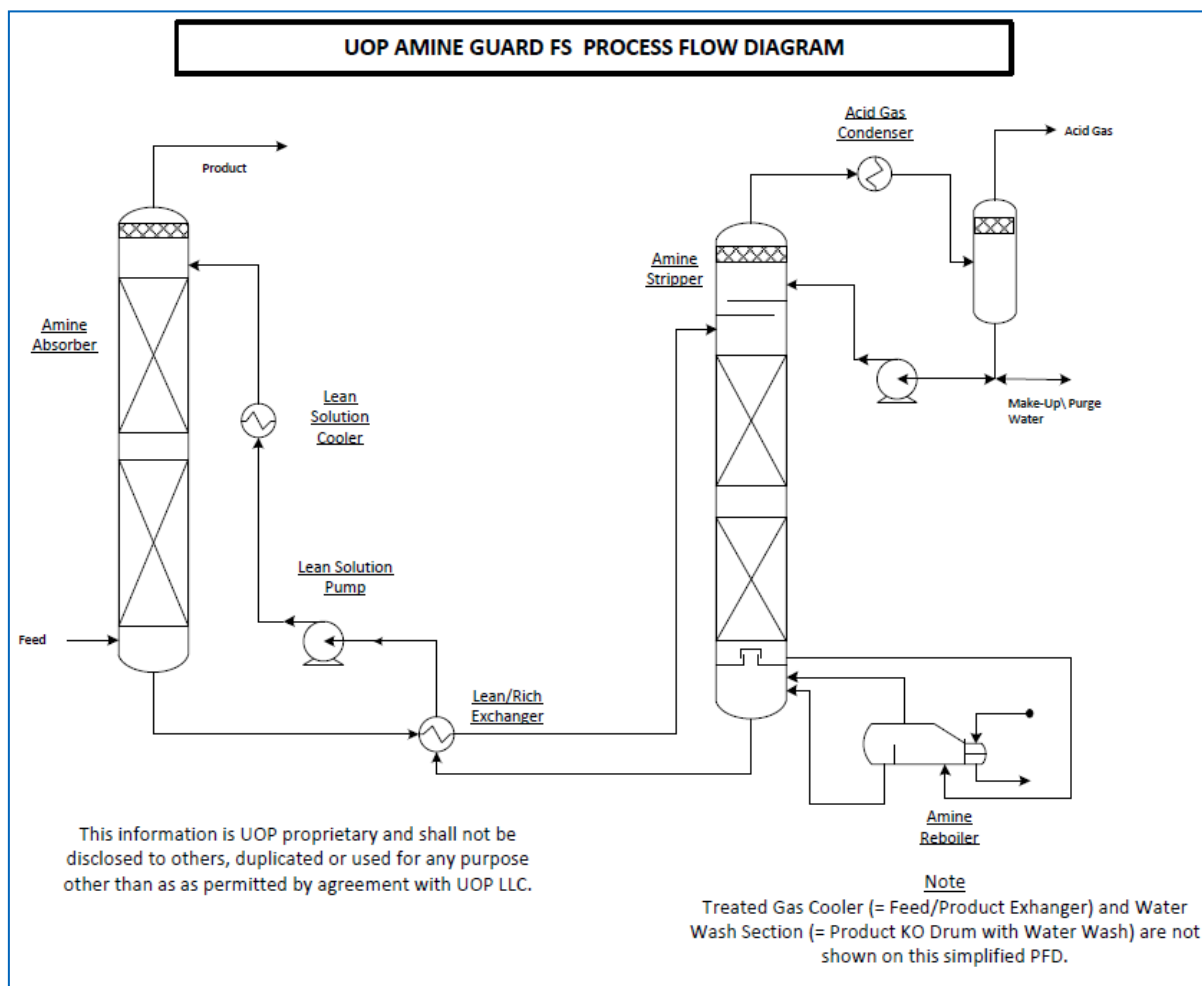 UOP AMINE GUARD FS PROCESS FLOW DIAGRAM
Acid Gas
Condenser
Acid Gas
Product
Amine
Stripper
Amine
Absorber
Lean
Solution
Cooler
Make-Up\ Purge
Water
Lean Solution
Pump
Feed
Lean/Rich
Exchanger
Amine
Reboiler
This information is UOP proprietary and shall not be
disclosed to others, duplicated or used for any purpose
other than as as permitted by agreement with UOP LLC.
Note
Treated Gas Cooler (= Feed/Product Exhanger) and Water
Wash Section (= Product KO Drum with Water Wash) are not
shown on this simplified PFD.